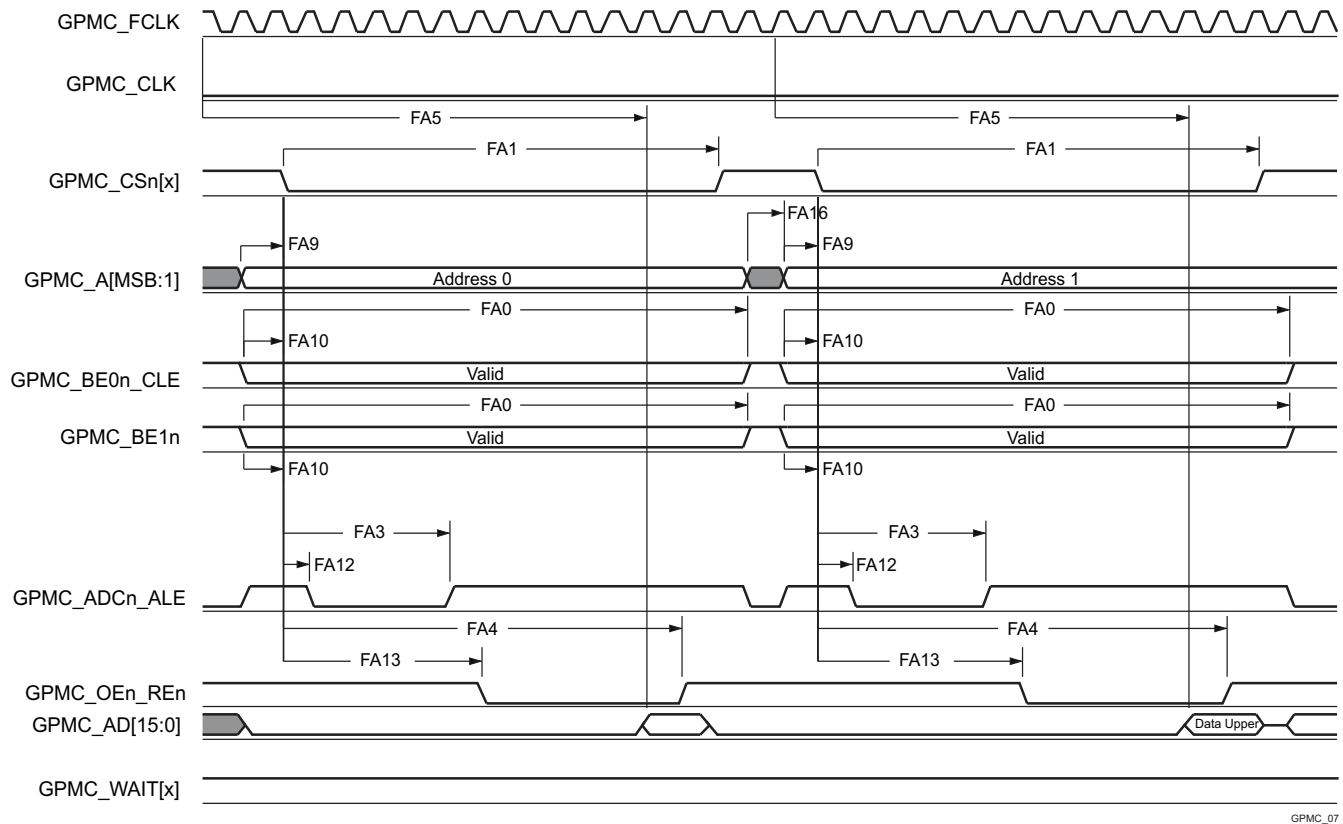 GPMC_FCLK
GPMC_CLK
FA5 FA5
FA1 FA1
GPMC_CSn[x]
FA16
FA9 FA9
GPMC_A[MSB:1] Address 0 Address 1
FA0 FA0
FA10 FA10
GPMC_BE0n_CLE Valid Valid
FA0 FA0
GPMC_BE1n Valid Valid
FA10 FA10
FA3 FA3
FA12 FA12
GPMC_ADCn_ALE
FA4 FA4
FA13 FA13
GPMC_OEn_REn
GPMC_AD[15:0] Data Upper
GPMC_WAIT[x]
GPMC_07